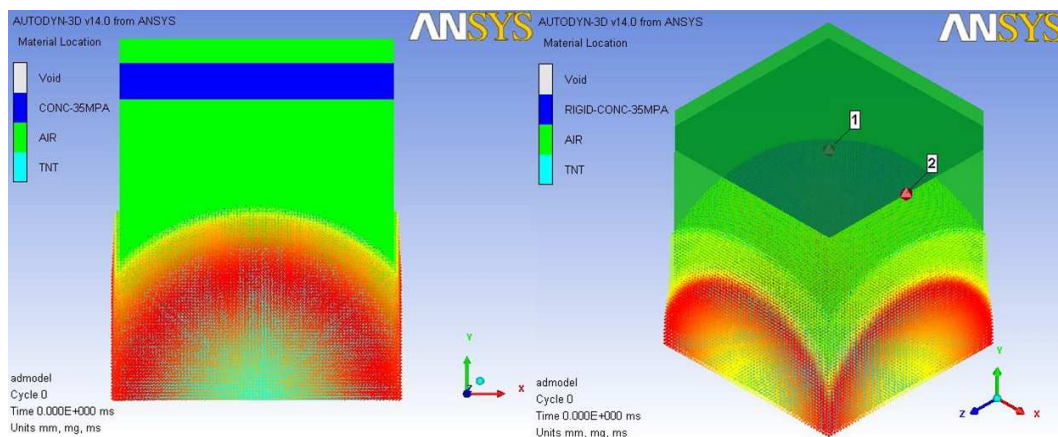 AUTODYN-3D v14.0 from ANSYS
Material Location
ANSYS
Void
CONC-35MPA
AIR
TNT
Y
Z
X
admodel
Cycle 0
Time 0.000E+000 ms
Units mm, mg, ms
AUTODYN-3D v14.0 from ANSYS
Material Location
ANSYS
Void
RIGID-CONC-35MPA
AIR
TNT
1
2
Y
Z
X
admodel
Cycle 0
Time 0.000E+000 ms
Units mm, mg, ms